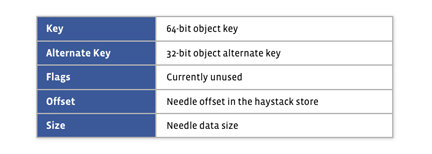 Key 64-bit object key
Alternate Key 32-bit object alternate key
Flags Currently unused
Offset Needle offset in the haystack store
Size Needle data size